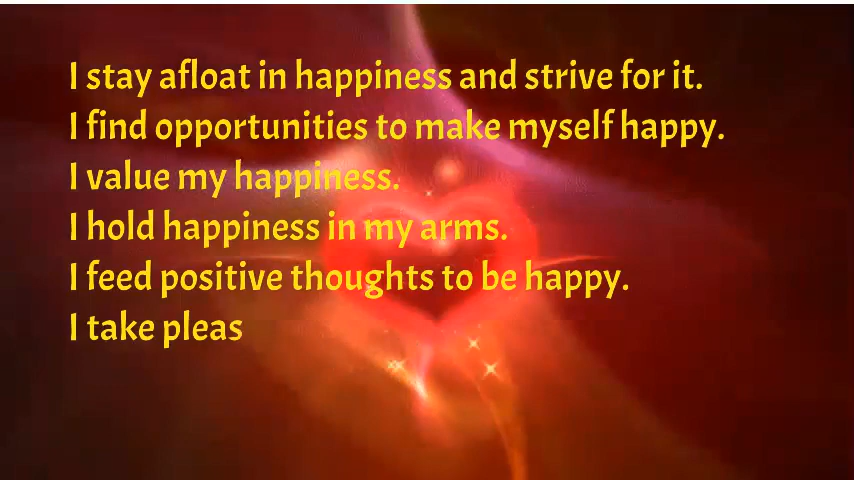 I stay afloat in happiness and strive for it.
I find opportunities to make myself happy.
I value my happiness.
I hold happiness in my arms.
I feed positive thoughts to be happy.
I take pleas